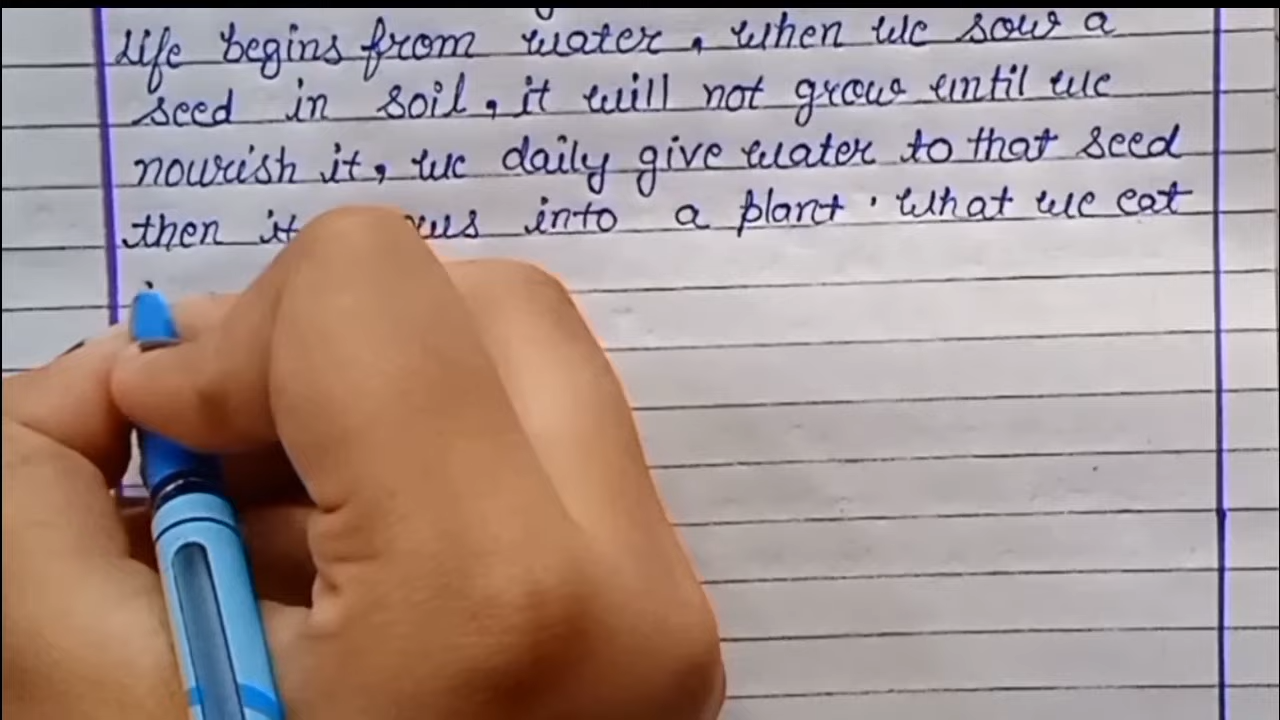 Life begins from water, when we sow a
seed in soil, it will not grow until we
nourish it, we daily give water to that seed
then it into a plant. What we eat